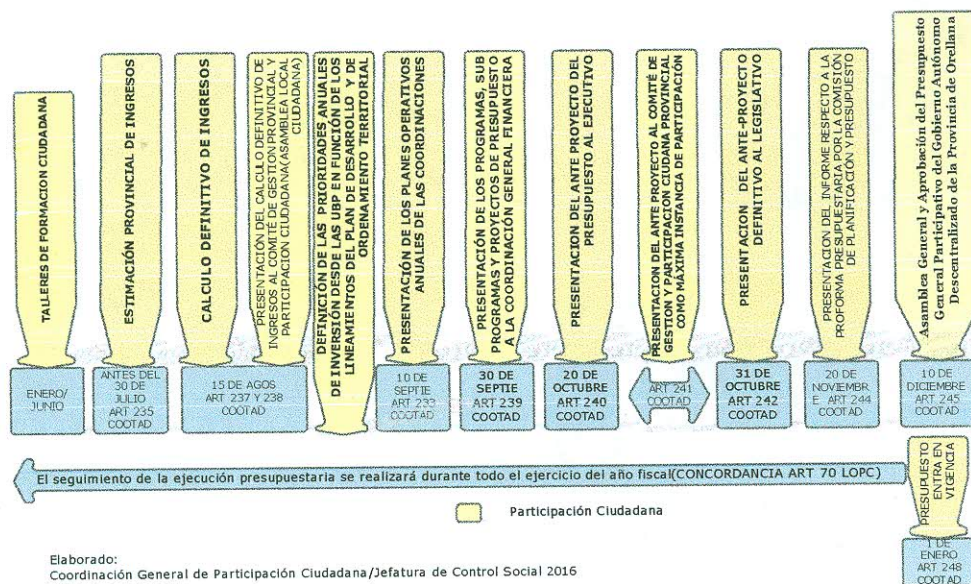 TALLERES DE FORMACION CIUDADANA
ENERO/
JUNIO
ESTIMACIÓN PROVINCIAL DE INGRESOS
ANTES DEL
30 DE
JULIO
ART 235
COOTAD
CALCULO DEFINITIVO DE INGRESOS
PRESENTACIÓN DEL CALCULO DEFINITIVO DE
INGRESOS AL COMITÉ DE GESTION PROVINCIAL Y
PARTICIPACION CIUDADANA(ASAMBLEA LOCAL
CIUDADANA)
15 DE AGOS
ART 237 Y 238
COOTAD
DEFINICIÓN DE LAS PRIORIDADES ANUALES
DE INVERSIÓN DESDE LAS UBP EN FUNCIÓN DE LOS
LINEAMIENTOS DEL PLAN DE DESARROLLO Y DE
ORDENAMIENTO TERRITORIAL
PRESENTACIÓN DE LOS PLANES OPERATIVOS
ANUALES DE LAS COORDINACIONES
10 DE
SEPTIE
ART 233
COOTAD
PRESENTACIÓN DE LOS PROGRAMAS, SUB
PROGRAMAS Y PROYECTOS DE PRESUPUESTO
A LA COORDINACIÓN GENERAL FINANCIERA
30 DE
SEPTIE
ART 239
COOTAD
PRESENTACION DEL ANTE PROYECTO DEL
PRESUPUESTO AL EJECUTIVO
20 DE
OCTUBRE
ART 240
COOTAD
PRESENTACION DEL ANTE PROYECTO AL COMITÉ DE
GESTION Y PARTICIPACION CIUDANA PROVINCIAL
COMO MÁXIMA INSTANCIA DE PARTICIPACIÓN
ART 241
COOTAD
PRESENTACION DEL ANTE-PROYECTO
DEFINITIVO AL LEGISLATIVO
31 DE
OCTUBRE
ART 242
COOTAD
PRESENTACION DEL INFORME RESPECTO A LA
PROFORMA PRESUPUESTARIA POR LA COMISIÓN
DE PLANIFICACIÓN Y PRESUPUESTO
20 DE
NOVIEMBR
E ART 244
COOTAD
Asamblea General y Aprobación del Presupuesto
General Participativo del Gobierno Autónomo
Descentralizado de la Provincia de Orellana
10 DE
DICIEMBRE
ART 245
COOTAD
El seguimiento de la ejecución presupuestaria se realizará durante todo el ejercicio del año fiscal(CONCORDANCIA ART 70 LOPC)
PRESUPUESTO
ENTRA EN
VIGENCIA
1 DE
ENERO
ART 248
COOTAD
Participación Ciudadana
Elaborado:
Coordinación General de Participación Ciudadana/Jefatura de Control Social 2016